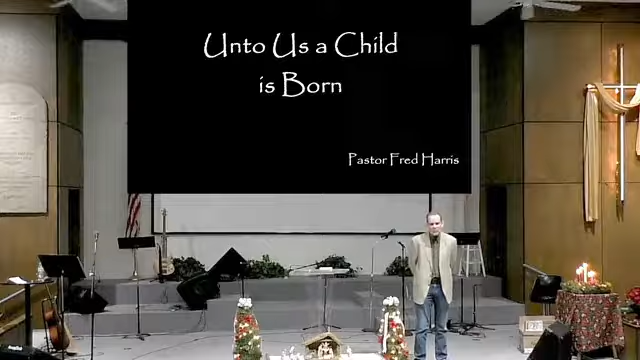 Unto Us a Child
is Born
Pastor Fred Harris